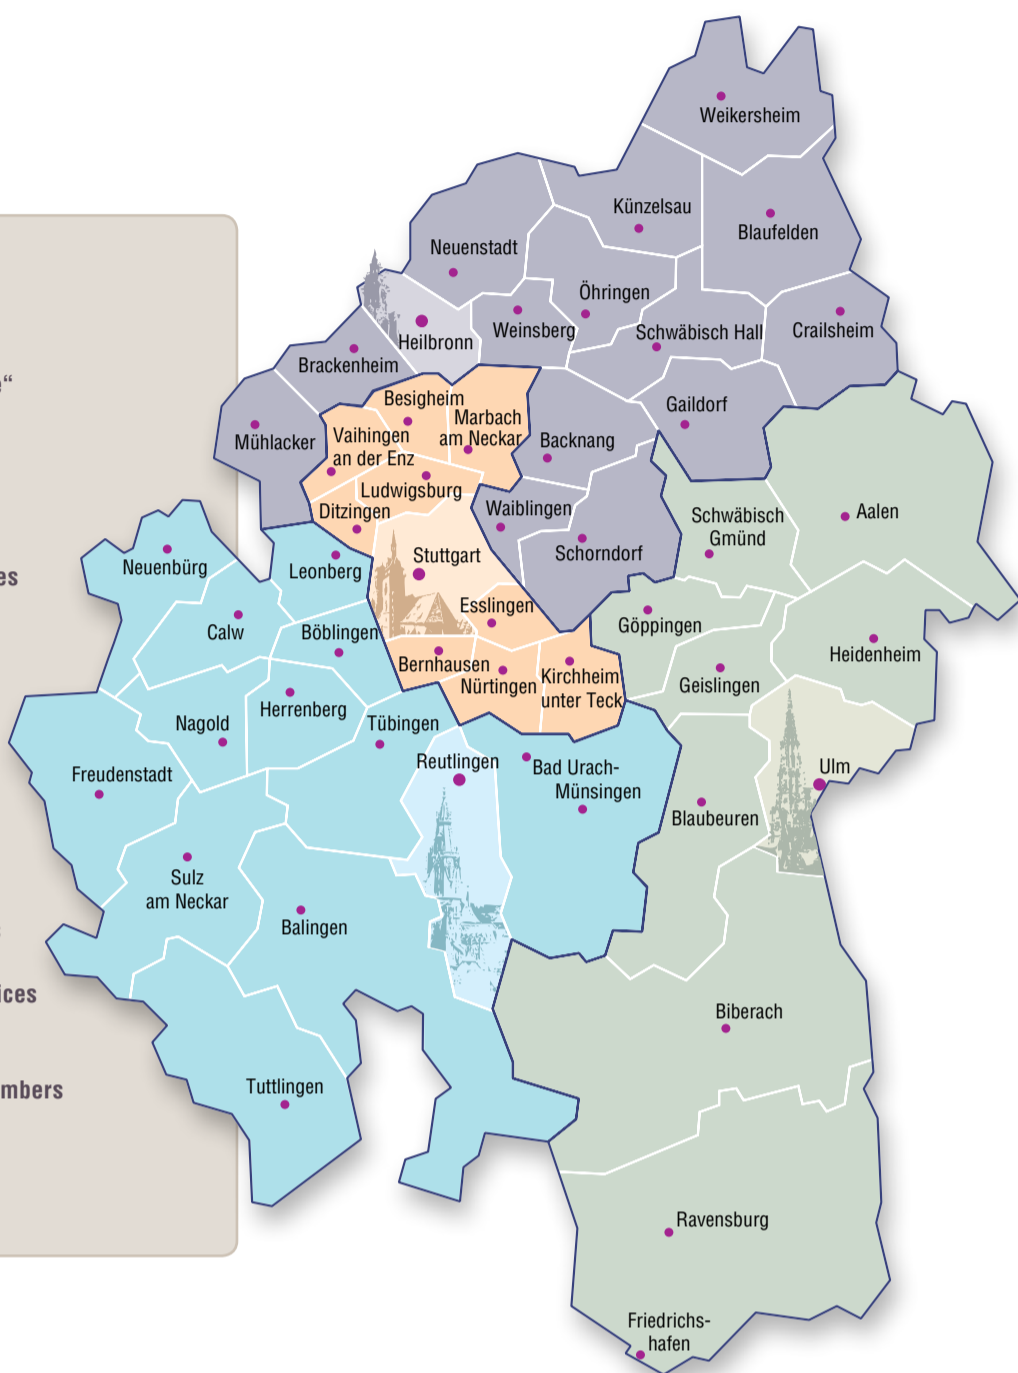 Weikersheim
Künzelsau
Blaufelden
Neuenstadt
Öhringen
Weinsberg
Schwäbisch Hall
Crailsheim
Heilbronn
Brackenheim
Besigheim
Gaildorf
Marbach
am Neckar
Mühlacker
Vaihingen
an der Enz
Backnang
Ludwigsburg
Ditzingen
Waiblingen
Schwäbisch
Gmünd
Aalen
Schorndorf
Stuttgart
Neuenbürg
Leonberg
Esslingen
Calw
Böblingen
Göppingen
Heidenheim
Bernhausen
Nürtingen
Kirchheim
unter Teck
Geislingen
Herrenberg
Nagold
Tübingen
Reutlingen
Bad Urach-
Münsingen
Ulm
Freudenstadt
Blaubeuren
Sulz
am Neckar
Balingen
Biberach
Tuttlingen
Ravensburg
Friedrichs-
hafen
“
es
ices
mbers